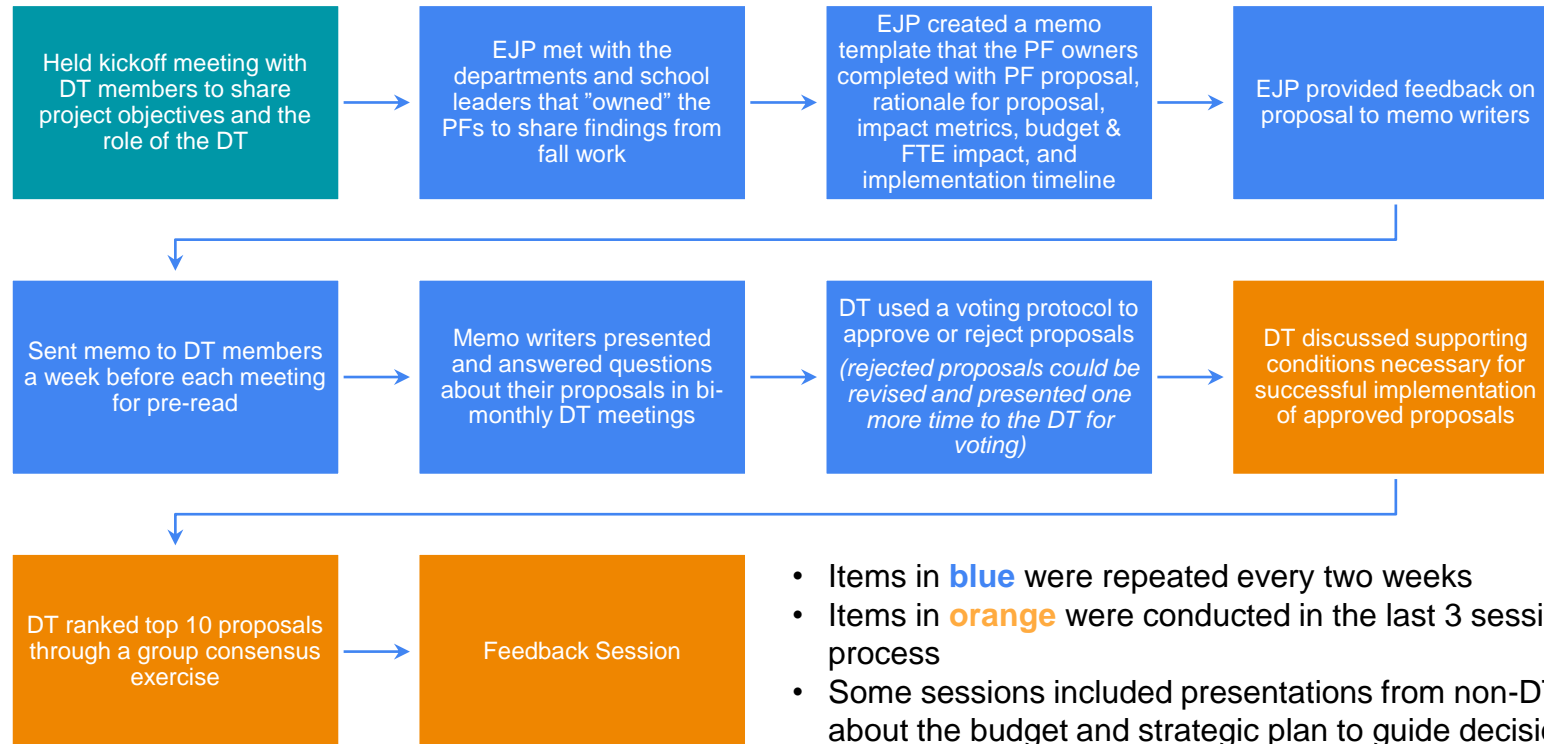 Held kickoff meeting with
DT members to share
project objectives and the
role of the DT
EJP met with the
departments and school
leaders that ”owned” the
PFs to share findings from
fall work
EJP created a memo
template that the PF owners
completed with PF proposal,
rationale for proposal,
impact metrics, budget &
FTE impact, and
implementation timeline
EJP provided feedback on
proposal to memo writers
Sent memo to DT members
a week before each meeting
for pre-read
Memo writers presented
and answered questions
about their proposals in bi-
monthly DT meetings
DT used a voting protocol to
approve or reject proposals
(rejected proposals could be
revised and presented one
more time to the DT for
voting)
DT discussed supporting
conditions necessary for
successful implementation
of approved proposals
DT ranked top 10 proposals
through a group consensus
exercise
Feedback Session
• Items in blue were repeated every two weeks
• Items in orange were conducted in the last 3
process
• Some sessions included presentations from
about the budget and strategic plan to guide